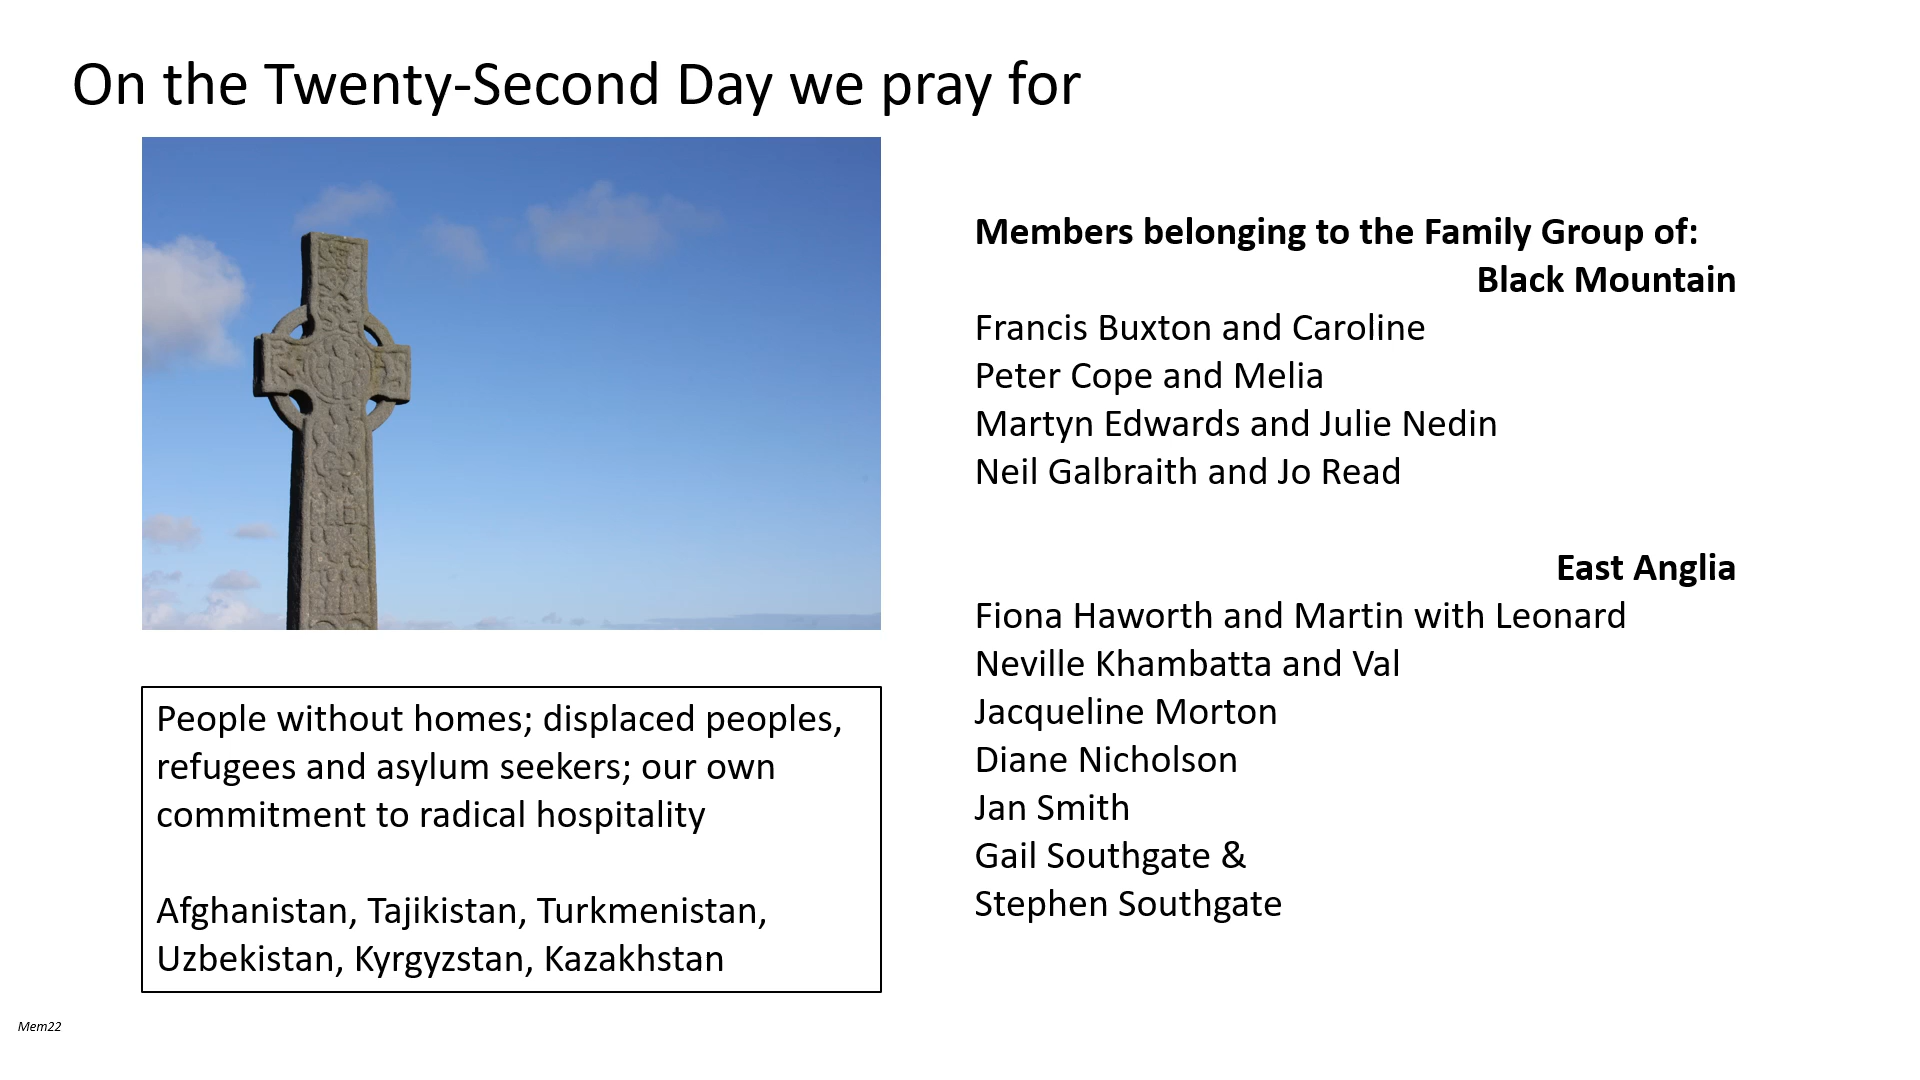 On the Twenty-Second Day we pray for
People without homes; displaced peoples,
refugees and asylum seekers; our own
commitment to radical hospitality
Afghanistan, Tajikistan, Turkmenistan,
Uzbekistan, Kyrgyzstan, Kazakhstan
Members belonging to the Family Group of:
Black Mountain
Francis Buxton and Caroline
Peter Cope and Melia
Martyn Edwards and Julie Nedin
Neil Galbraith and Jo Read
East Anglia
Fiona Haworth and Martin with Leonard
Neville Khambatta and Val
Jacqueline Morton
Diane Nicholson
Jan Smith
Gail Southgate &
Stephen Southgate
Mem22